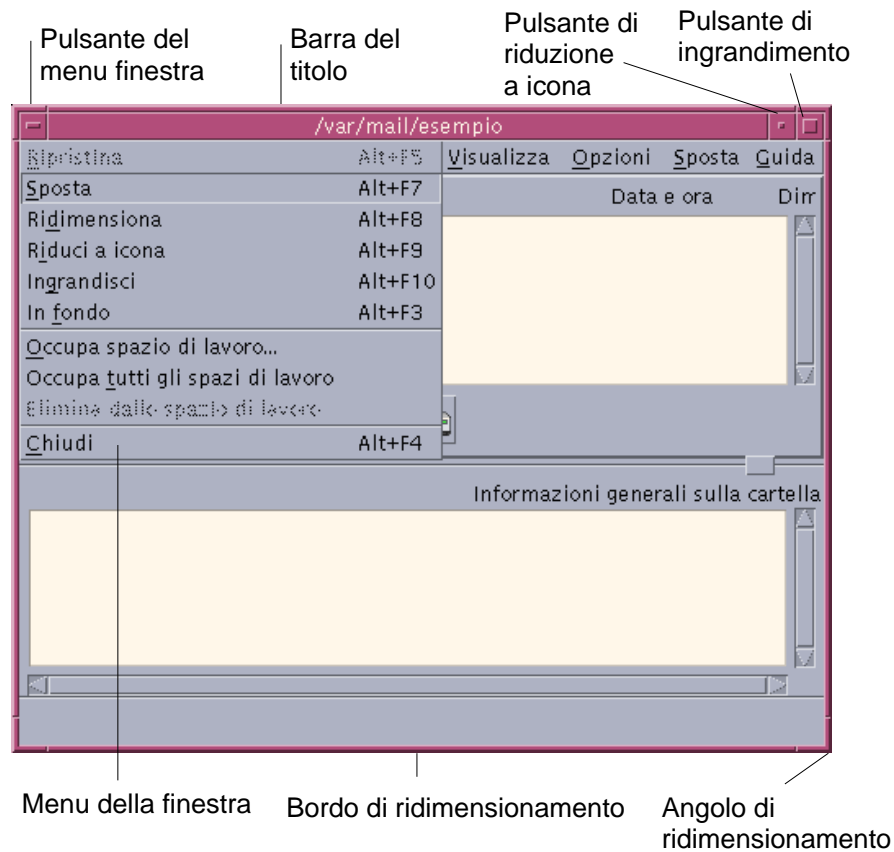 Pulsante del
menu finestra
Barra del
titolo
Pulsante di
riduzione
a icona
Pulsante di
ingrandimento
/var/mail/esempio
Ripristina Alt+F5
Visualizza Opzioni Sposta Guida
Sposta Alt+F7
Data e ora Dim
Ridimensiona Alt+F8
Riduci a icona Alt+F9
Ingrandisci Alt+F10
In fondo Alt+F3
Occupa spazio di lavoro...
Occupa tutti gli spazi di lavoro
Elimina dallo spazio di lavoro
Chiudi Alt+F4
Informazioni generali sulla cartella
Menu della finestra
Bordo di ridimensionamento
Angolo di
ridimensionamento